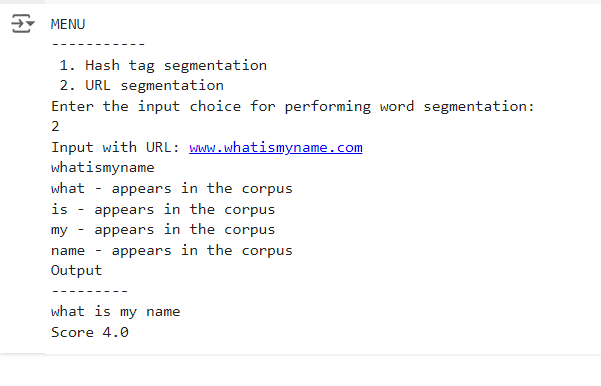 MENU
-----------
1. Hash tag segmentation
2. URL segmentation
Enter the input choice for performing word segmentation:
2
Input with URL: www.whatismyname.com
whatismyname
what - appears in the corpus
is - appears in the corpus
my - appears in the corpus
name - appears in the corpus
Output
---------
what is my name
Score 4.0